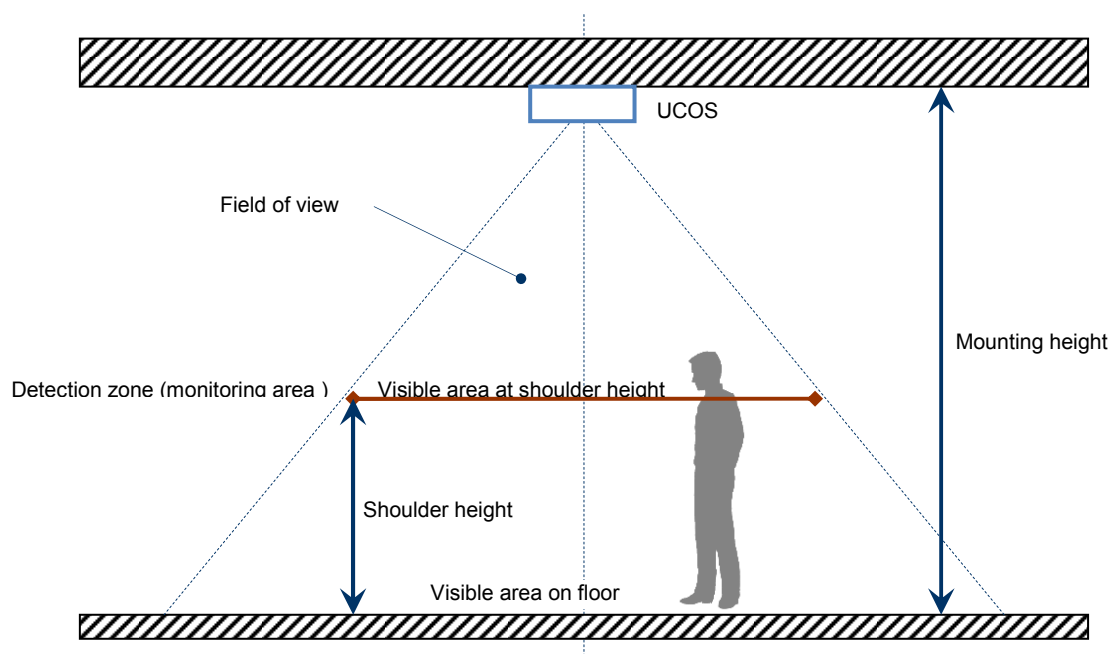 UCOS
Field of view
Mounting height
Detection zone (monitoring area )
Visible area at shoulder height
Shoulder height
Visible area on floor